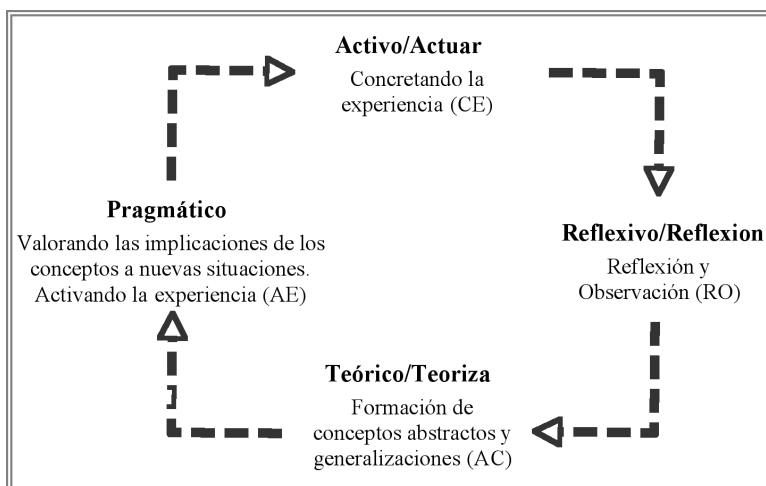 Activo/Actuar
Concretando la
experiencia (CE)
Pragmático
Valorando las implicaciones de los
conceptos a nuevas situaciones.
Activando la experiencia (AE)
Reflexivo/Reflexion
Reflexión y
Observación (RO)
Teórico/Teoriza
Formación de
conceptos abstractos y
generalizaciones (AC)